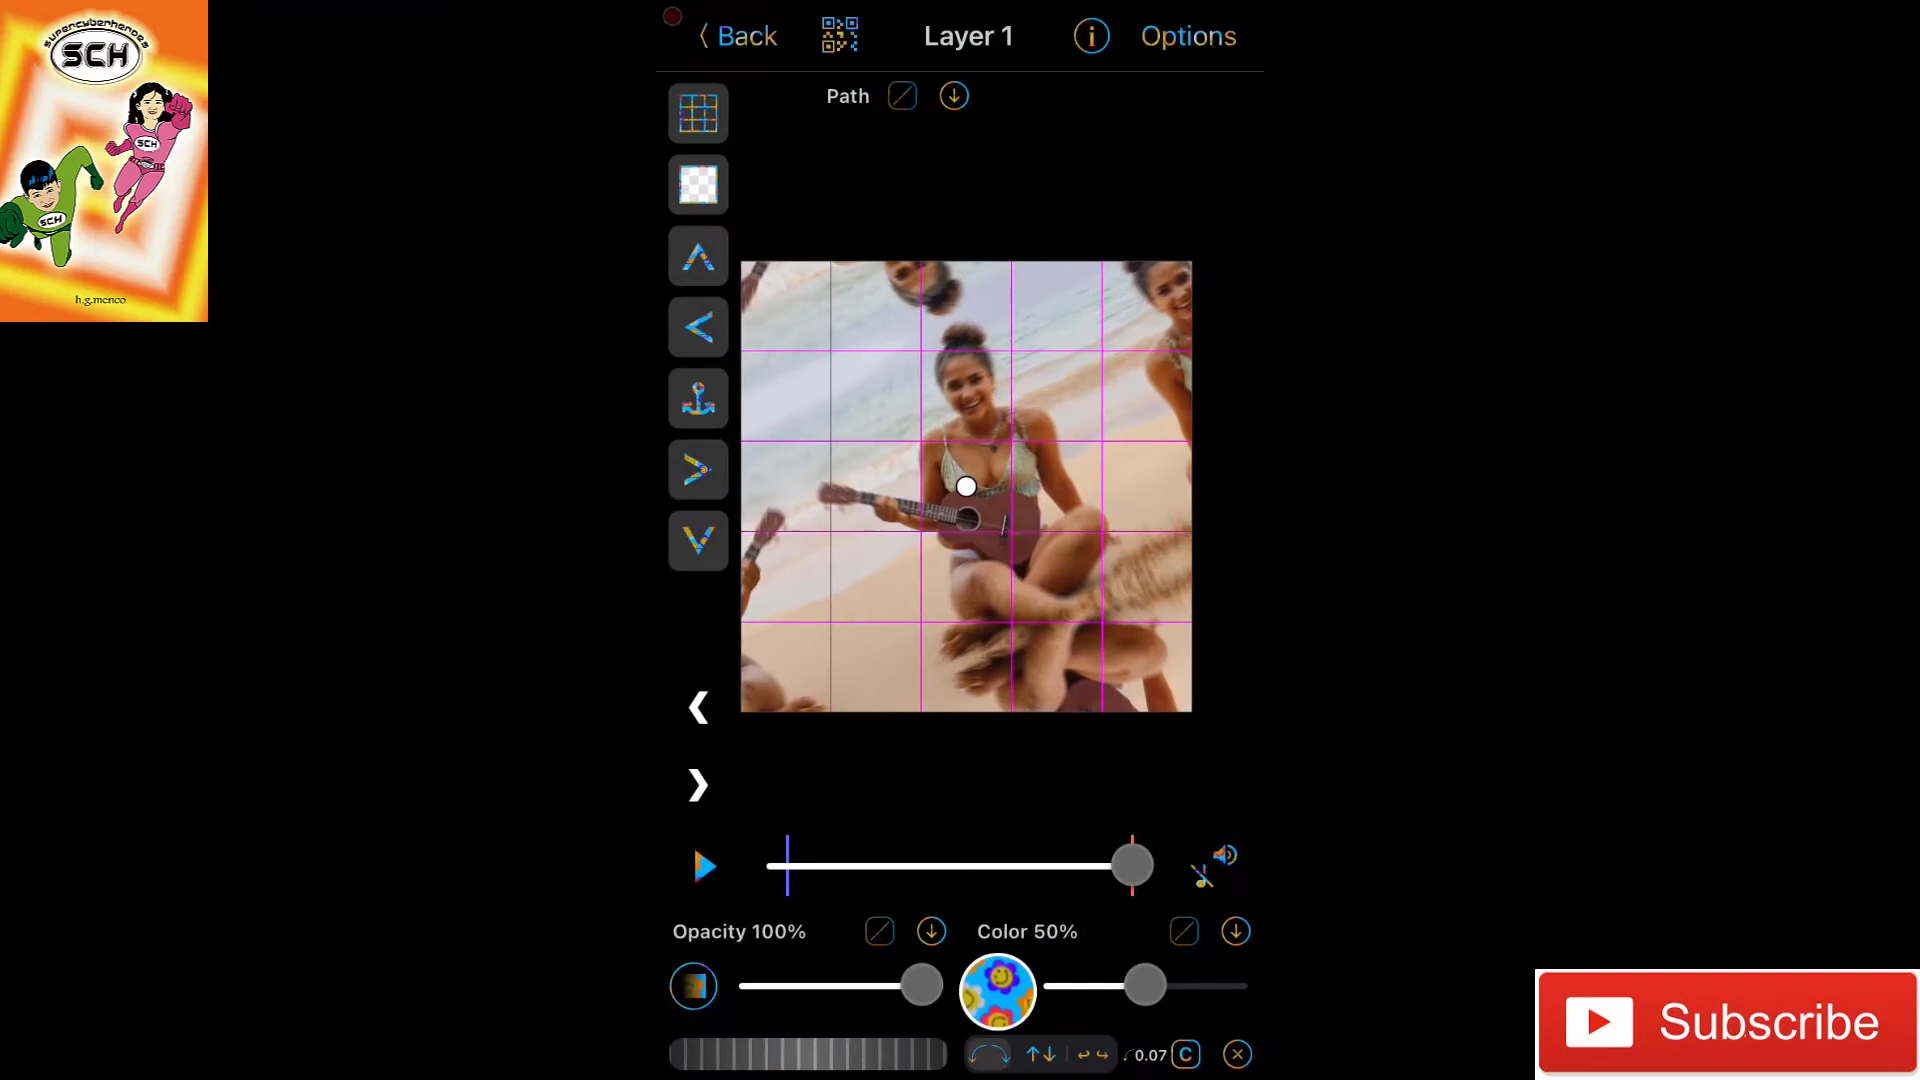 supercyberheroes
SCH
SCH
SCH
h.g.menco
Back
Layer 1
i
Options
Path
Opacity 100%
Color 50%
0.07
C
Subscribe